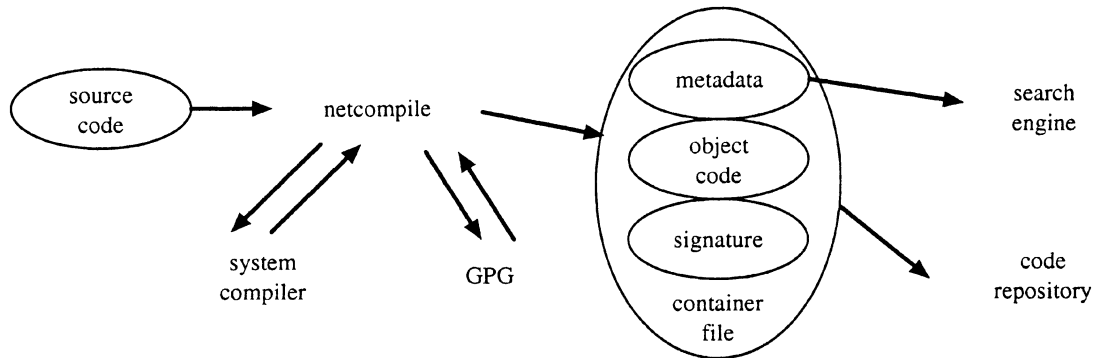 source
code
netcompile
system
compiler
GPG
metadata
object
code
signature
container
file
search
engine
code
repository